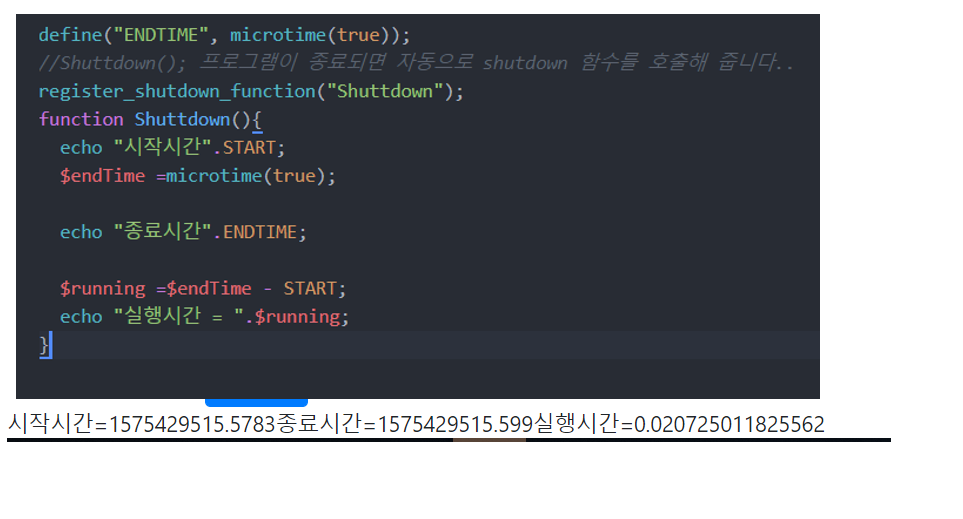 define("ENDTIME", microtime(true));
//Shuttdown(); 프로그램이 종료되면 자동으로 shutdown 함수를 호출해 줍니다..
register_shutdown_function("Shuttdown");
function Shuttdown(){
echo "시작시간".START;
$endTime =microtime(true);
echo "종료시간".ENDTIME;
$running =$endTime - START;
echo "실행시간 = ".$running;
}
시작시간=1575429515.5783종료시간=1575429515.599실행시간=0.020725011825562